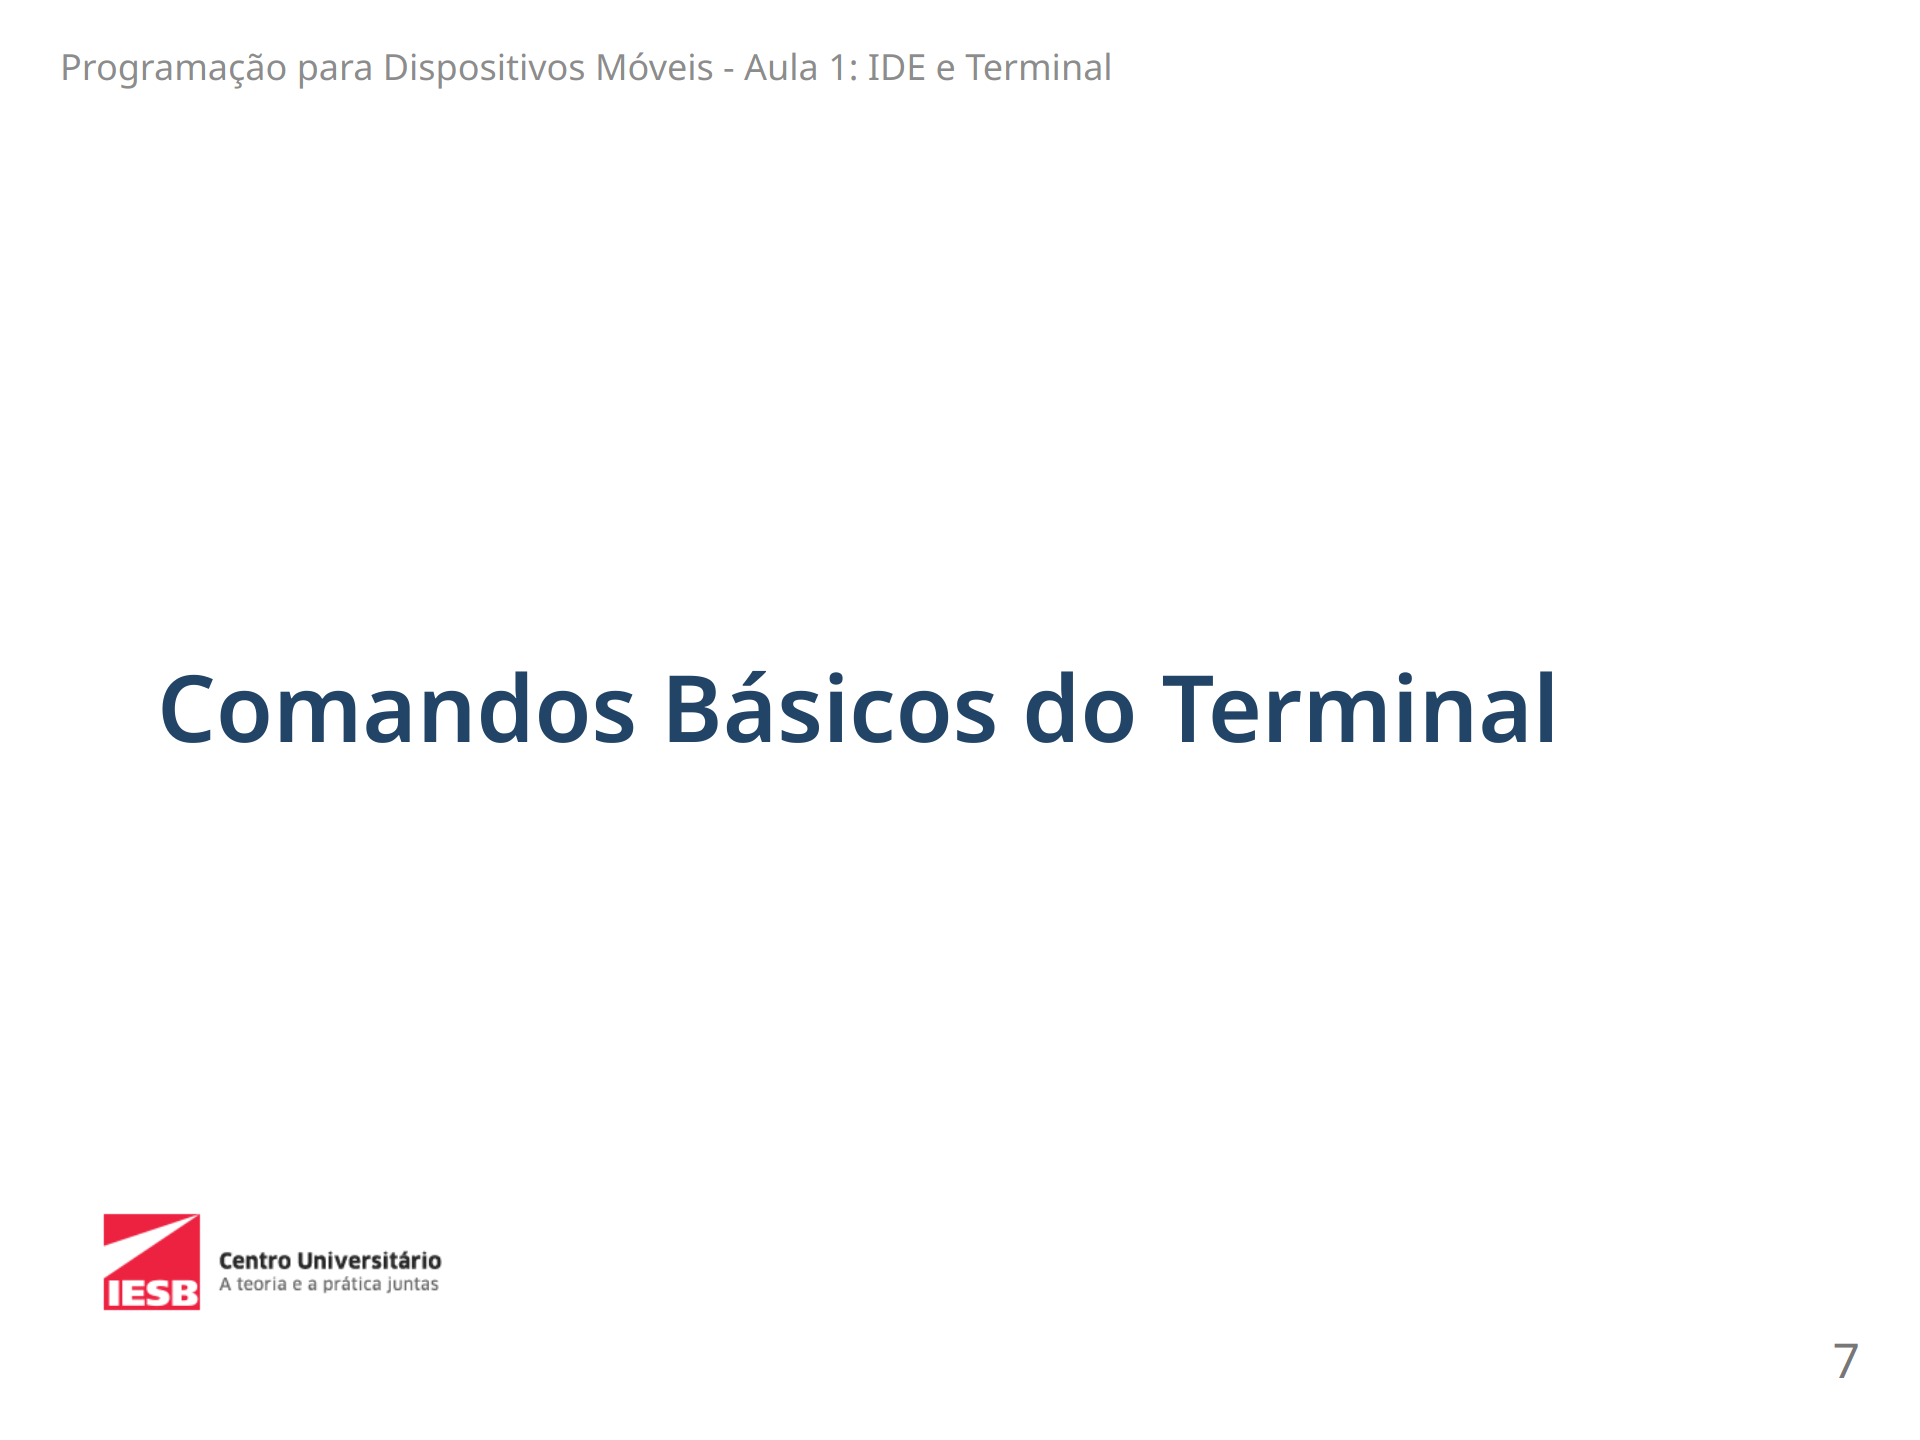 Programação para Dispositivos Móveis - Aula 1: IDE e Terminal
Comandos Básicos do Terminal
IESB
Centro Universitário
A teoria e a prática juntas
7